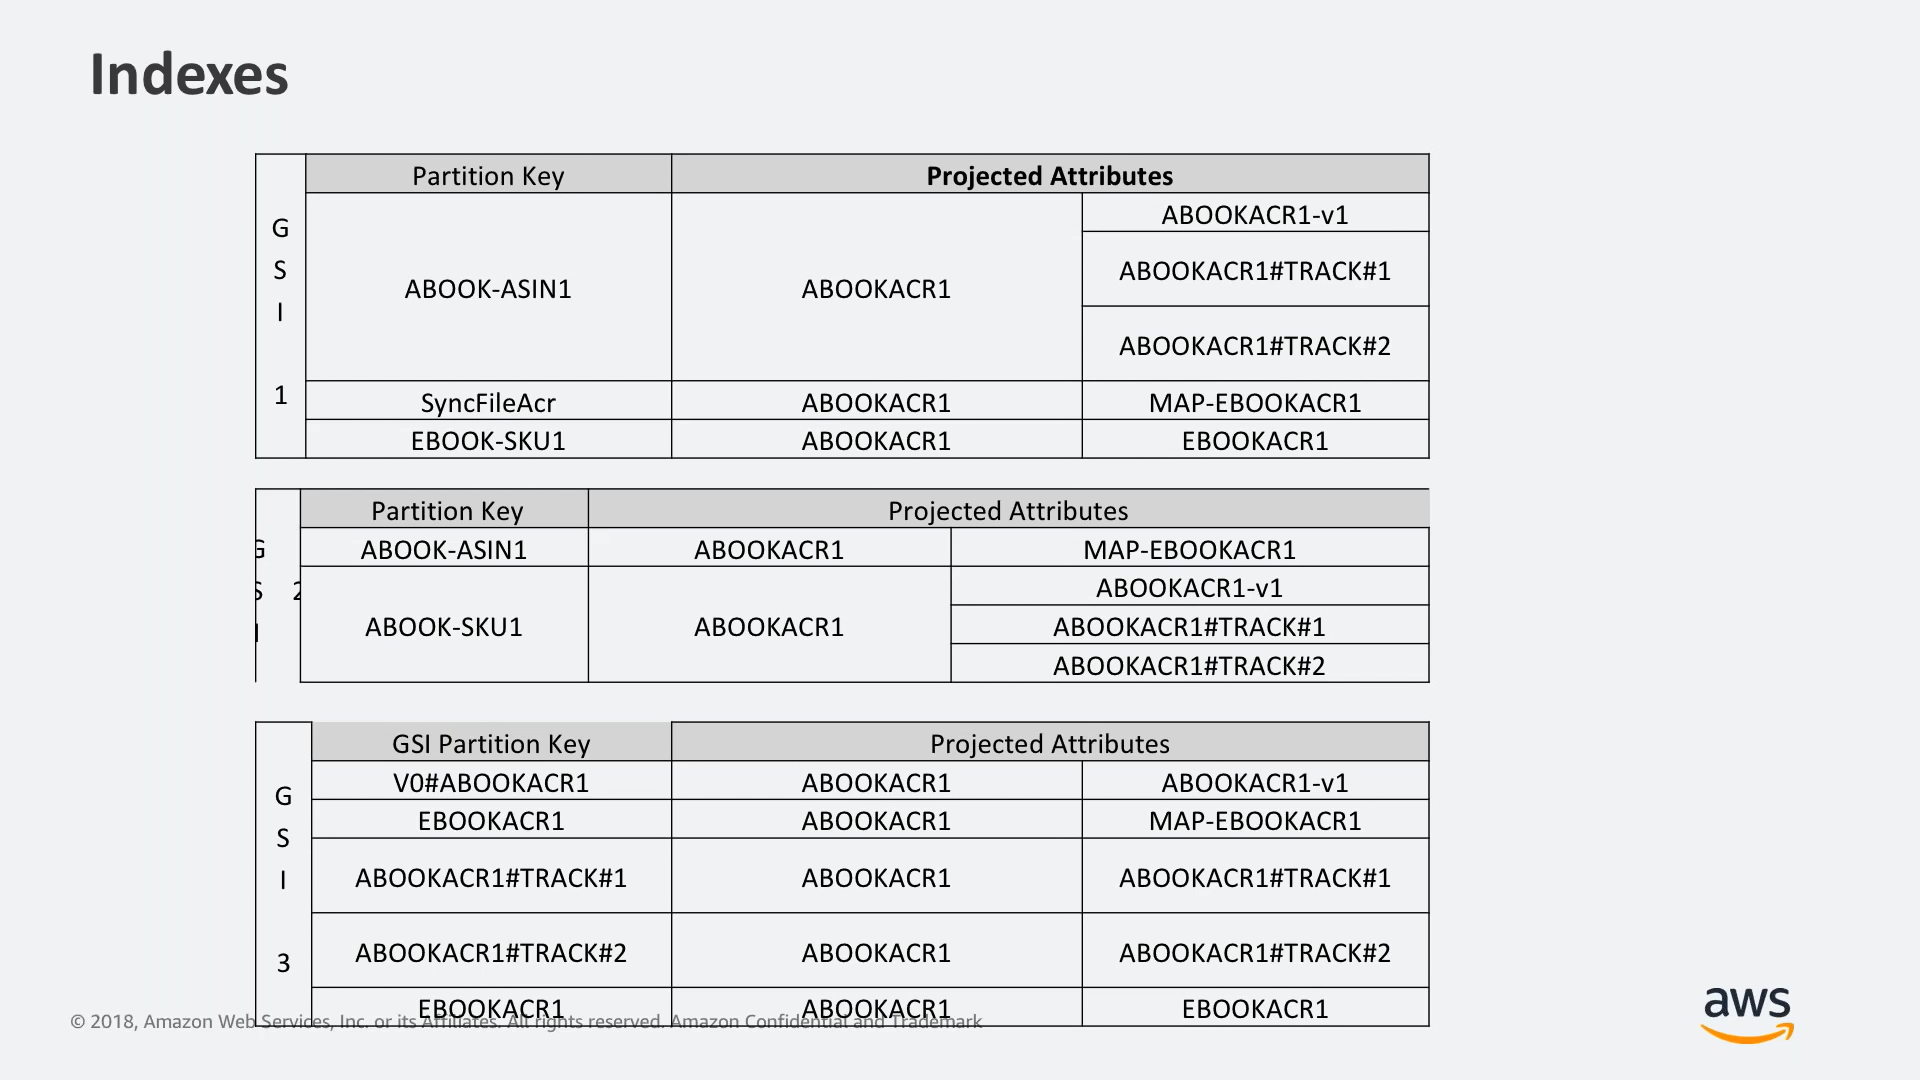 Indexes
G
S
I
1
Partition Key Projected Attributes
ABOOK-ASIN1 ABOOKACR1 ABOOKACR1-v1
ABOOKACR1#TRACK#1
ABOOKACR1#TRACK#2
SyncFileAcr ABOOKACR1 MAP-EBOOKACR1
EBOOK-SKU1 ABOOKACR1 EBOOKACR1
G
S 2
I
Partition Key Projected Attributes
ABOOK-ASIN1 ABOOKACR1 MAP-EBOOKACR1
ABOOK-SKU1 ABOOKACR1 ABOOKACR1-v1
ABOOKACR1#TRACK#1
ABOOKACR1#TRACK#2
G
S
I
3
GSI Partition Key Projected Attributes
V0#ABOOKACR1 ABOOKACR1 ABOOKACR1-v1
EBOOKACR1 ABOOKACR1 MAP-EBOOKACR1
ABOOKACR1#TRACK#1 ABOOKACR1 ABOOKACR1#TRACK#1
ABOOKACR1#TRACK#2 ABOOKACR1 ABOOKACR1#TRACK#2
EBOOKACR1 ABOOKACR1 EBOOKACR1
© 2018, Amazon Web Services, Inc. or its Affiliates. All rights reserved. Amazon Confidential and Trademark
aws